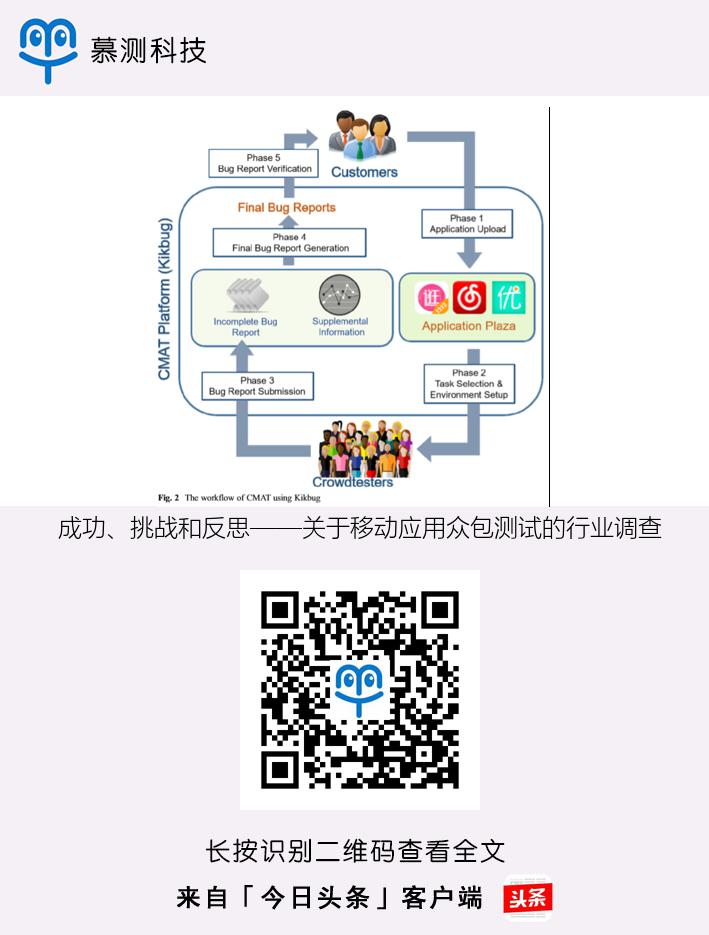 慕测科技
Phase 5
Bug Report Verification
Customers
Final Bug Reports
Phase 1
Application Upload
Phase 4
Final Bug Report Generation
CMAT Platform (Kikbug)
Incomplete Bug
Report
Supplemental
Information
逛
优
Application Plaza
Phase 3
Bug Report Submission
Phase 2
Task Selection &
Environment Setup
Crowdtesters
Fig. 2 The workflow of CMAT using Kikbug
成功、挑战和反思——关于移动应用众包测试的行业调查
长按识别二维码查看全文
来自「今日头条」客户端
头条